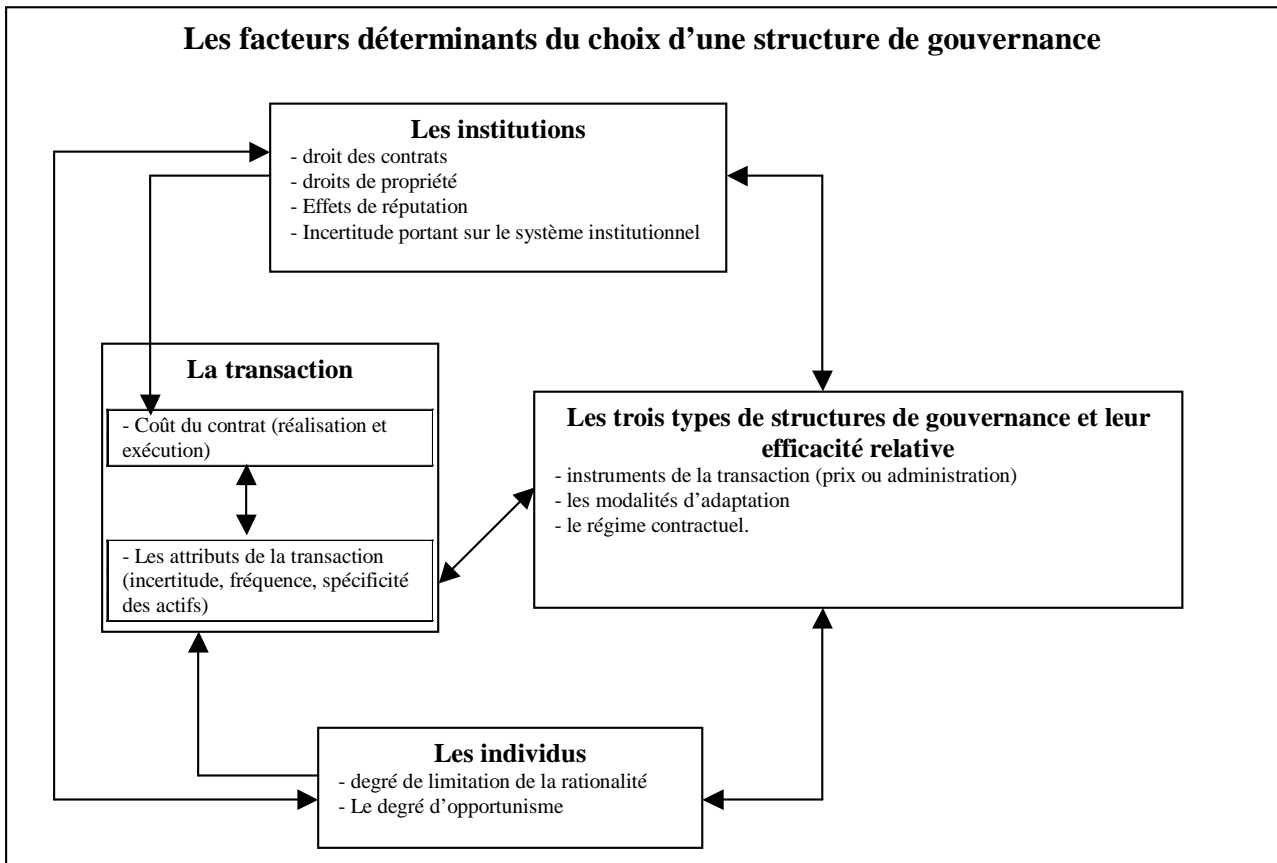 Les facteurs déterminants du choix d’une structure de gouvernance
Les institutions
- droit des contrats
- droits de propriété
- Effets de réputation
- Incertitude portant sur le système institutionnel
La transaction
- Coût du contrat (réalisation et
exécution)
- Les attributs de la transaction
(incertitude, fréquence, spécificité
des actifs)
Les trois types de structures de gouvernance et leur
efficacité relative
- instruments de la transaction (prix ou administration)
- les modalités d’adaptation
- le régime contractuel.
Les individus
- degré de limitation de la rationalité
- Le degré d’opportunisme